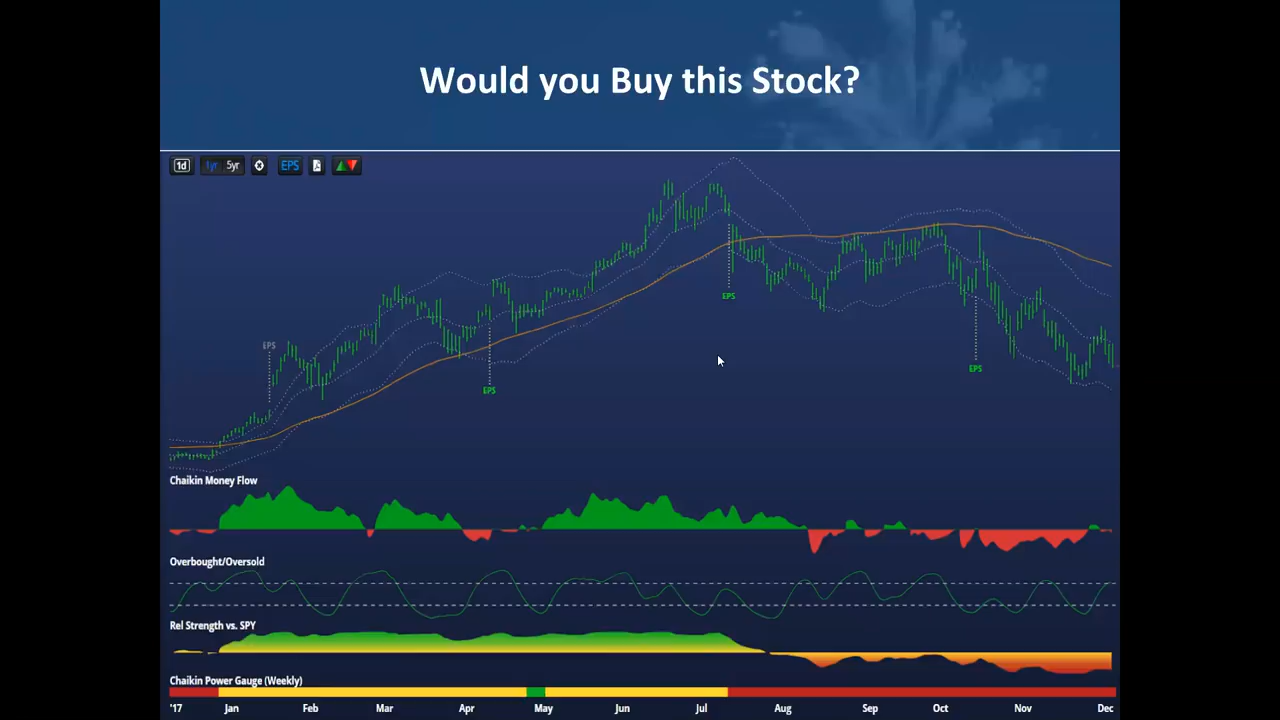 Would you Buy this Stock?
1d 1yr 5yr EPS
EPS
EPS
EPS
EPS
Chaikin Money Flow
Overbought/Oversold
Rel Strength vs. SPY
Chaikin Power Gauge (Weekly)
'17 Jan Feb Mar Apr May Jun Jul Aug Sep Oct Nov Dec